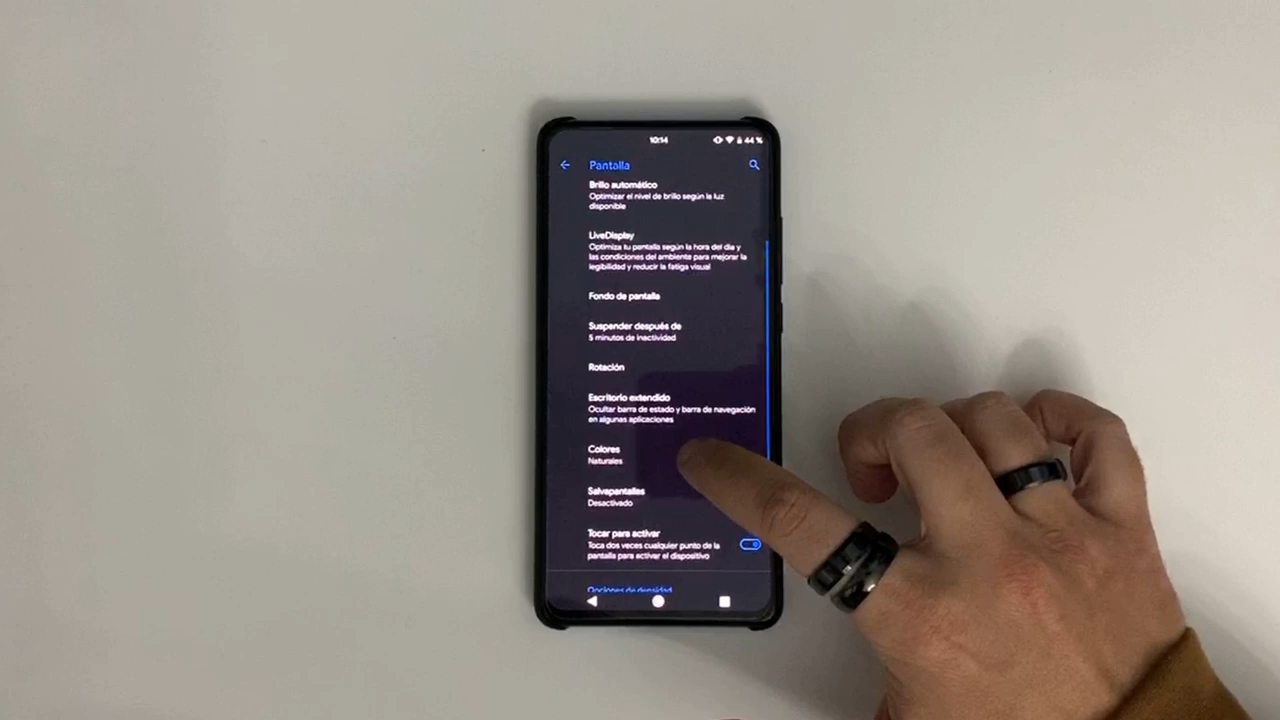 10:14 44 %
Pantalla
Brillo automático
Optimizar el nivel de brillo según la luz
disponible
LiveDisplay
Optimiza tu pantalla según la hora del día y
las condiciones del ambiente para mejorar la
legibilidad y reducir la fatiga visual
Fondo de pantalla
Suspender después de
5 minutos de inactividad
Rotación
Escritorio extendido
Ocultar barra de estado y barra de navegación
en algunas aplicaciones
Colores
Naturales
Salvapantallas
Desactivado
Tocar para activar
Toca dos veces cualquier punto de la
pantalla para activar el dispositivo
Opciones de densidad